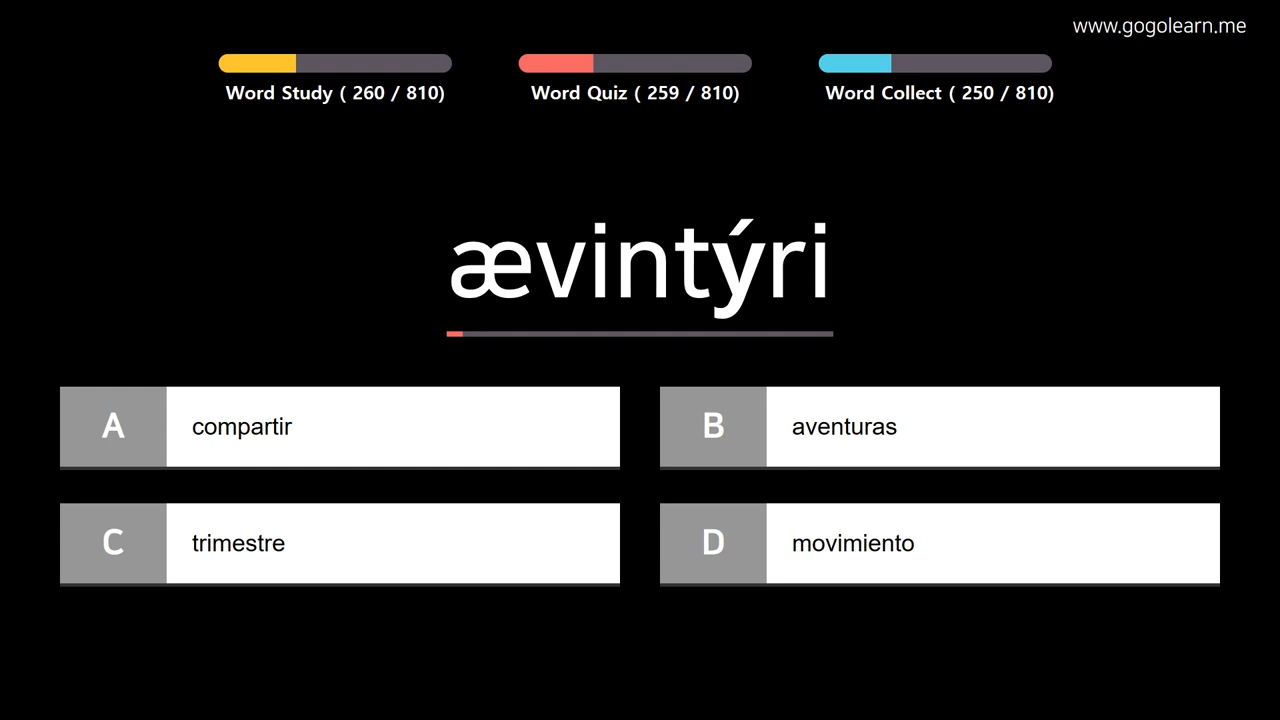 www.gogolearn.me
Word Study ( 260 / 810)
Word Quiz ( 259 / 810)
Word Collect ( 250 / 810)
ævintýri
A
compartir
B
aventuras
C
trimestre
D
movimiento